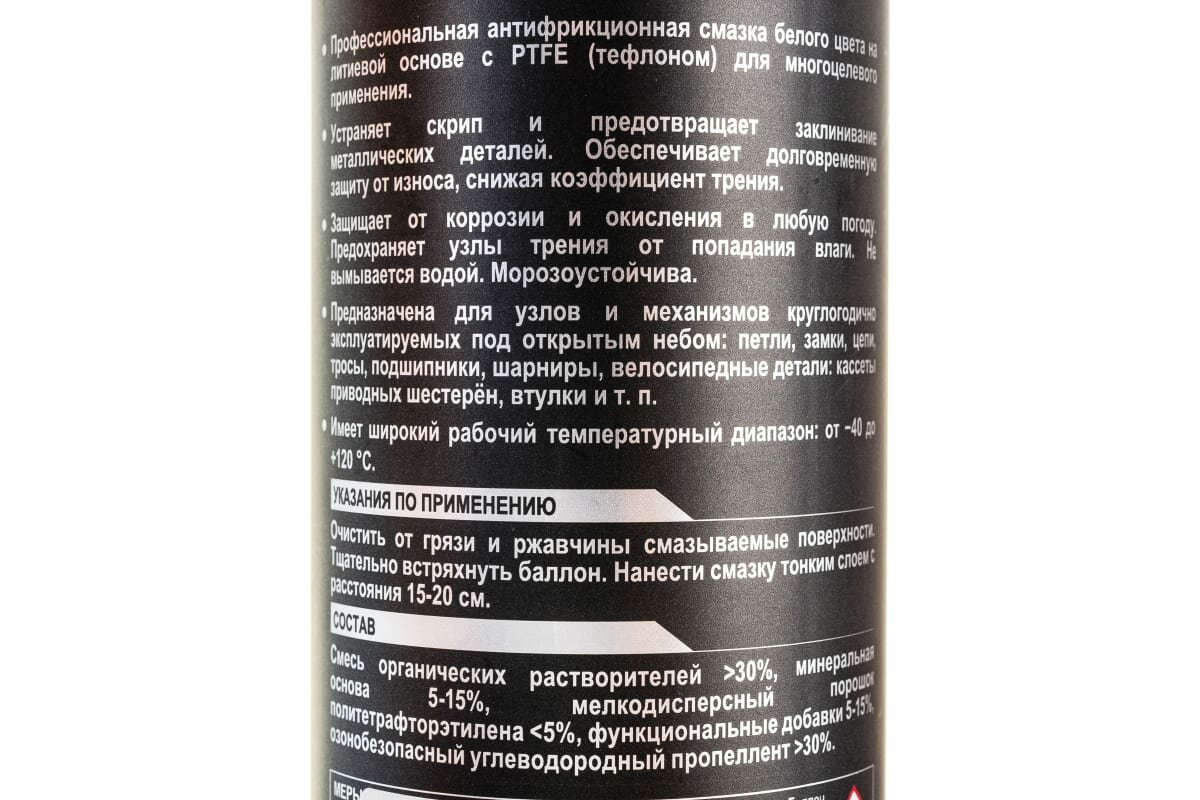 • Профессиональная антифрикционная смазка белого цвета на
литиевой основе с PTFE (тефлоном) для многоцелевого
применения.
• Устраняет скрип и предотвращает заклинивание
металлических деталей. Обеспечивает долговременную
защиту от износа, снижая коэффициент трения.
• Защищает от коррозии и окисления в любую погоду.
Предохраняет узлы трения от попадания влаги. Не
вымывается водой. Морозоустойчива.
• Предназначена для узлов и механизмов круглогодично
эксплуатируемых под открытым небом: петли, замки, цепи,
тросы, подшипники, шарниры, велосипедные детали: кассеты
приводных шестерён, втулки и т. п.
• Имеет широкий рабочий температурный диапазон: от −40 до
+120 °С.
УКАЗАНИЯ ПО ПРИМЕНЕНИЮ
Очистить от грязи и ржавчины смазываемые поверхности.
Тщательно встряхнуть баллон. Нанести смазку тонким слоем с
расстояния 15-20 см.
СОСТАВ
Смесь органических растворителей >30%, минеральная
основа 5-15%, мелкодисперсный порошок
политетрафторэтилена <5%, функциональные добавки 5-15%,
озонобезопасный углеводородный пропеллент >30%.
МЕРЫ